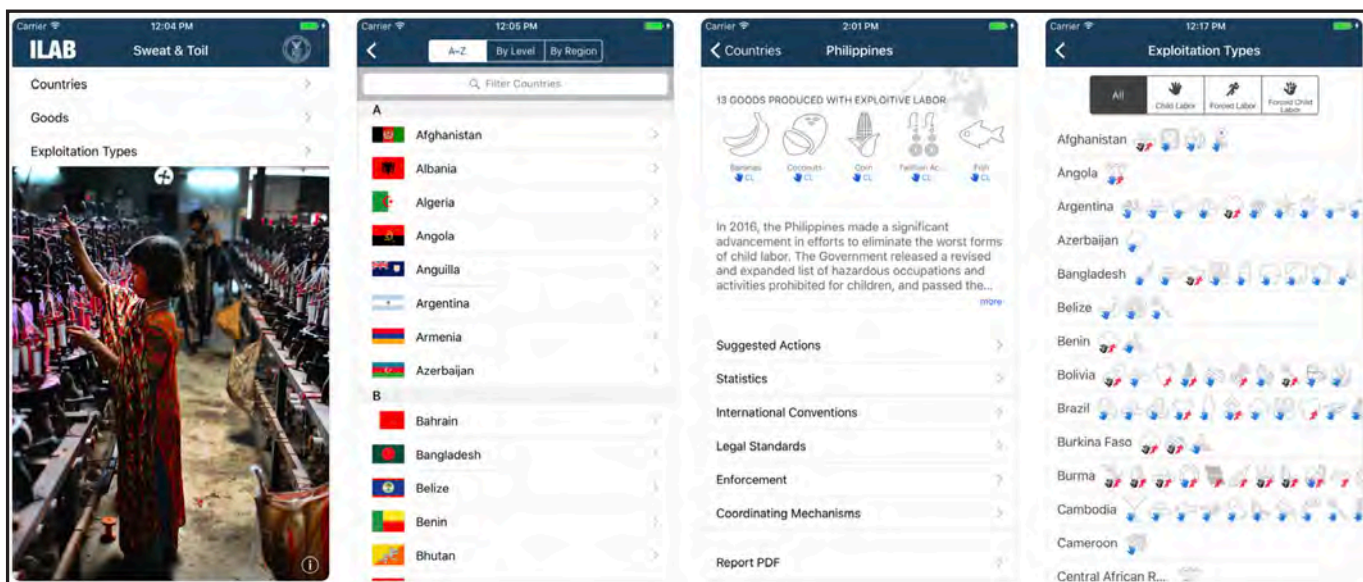 Carrier 12:04 PM
ILAB Sweat & Toil
Countries
Goods
Exploitation Types
Carrier 12:05 PM
A-Z By Level By Region
Filter Countries
A
Afghanistan
Albania
Algeria
Angola
Anguilla
Argentina
Armenia
Azerbaijan
B
Bahrain
Bangladesh
Belize
Benin
Bhutan
Carrier 2:01 PM
Countries Philippines
13 GOODS PRODUCED WITH EXPLOITIVE LABOR
Bananas Coconuts Corn Fashion Ac... Fish
CL CL CL CL CL
In 2016, the Philippines made a significant
advancement in efforts to eliminate the worst forms
of child labor. The Government released a revised
and expanded list of hazardous occupations and
activities prohibited for children, and passed the...
more
Suggested Actions
Statistics
International Conventions
Legal Standards
Enforcement
Coordinating Mechanisms
Report PDF
Carrier 12:17 PM
Exploitation Types
All Child Labor Forced Labor Forced Child
Labor
Afghanistan
Angola
Argentina
Azerbaijan
Bangladesh
Belize
Benin
Bolivia
Brazil
Burkina Faso
Burma
Cambodia
Cameroon
Central African R...